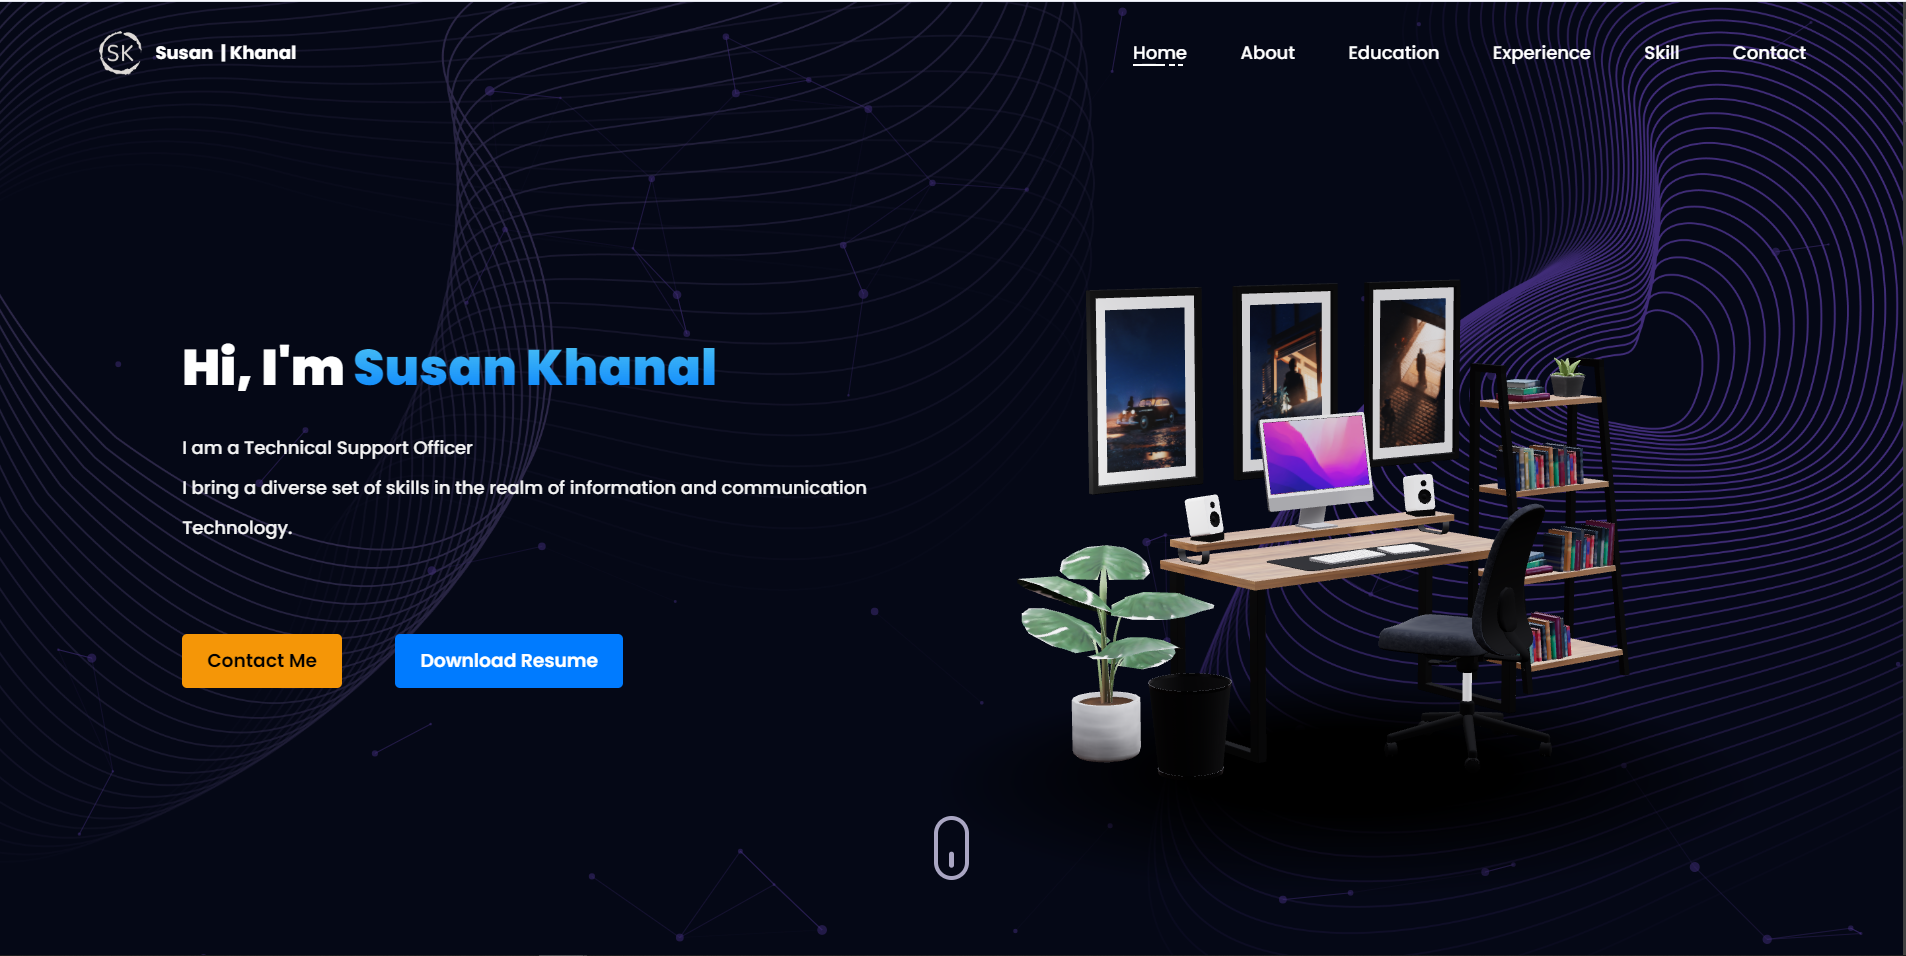 SK
Susan | Khanal
Home
About
Education
Experience
Skill
Contact
Hi, I'm Susan Khanal
I am a Technical Support Officer
I bring a diverse set of skills in the realm of information and communication
Technology.
Contact Me
Download Resume